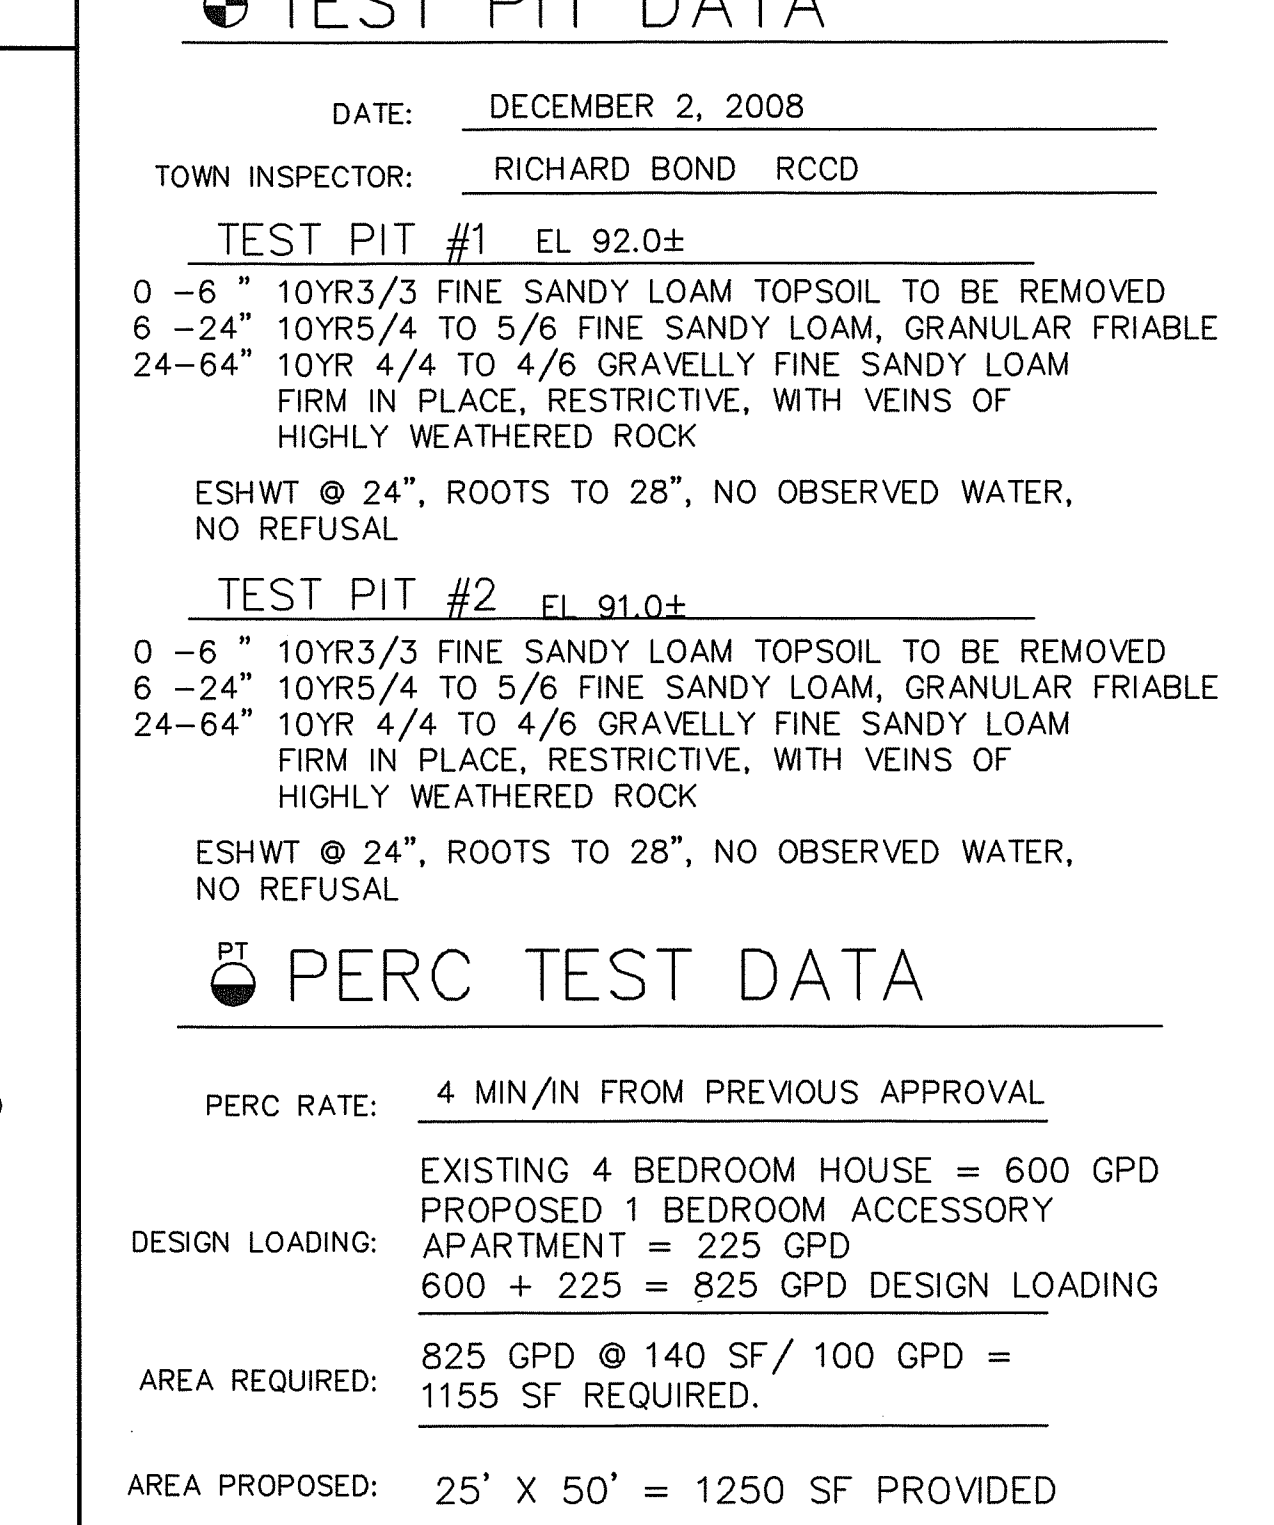 TEST PIT DATA
DATE: DECEMBER 2, 2008
TOWN INSPECTOR: RICHARD BOND RCCD
TEST PIT #1 EL 92.0±
0 -6 " 10YR3/3 FINE SANDY LOAM TOPSOIL TO BE REMOVED
6 -24" 10YR5/4 TO 5/6 FINE SANDY LOAM, GRANULAR FRIABLE
24-64" 10YR 4/4 TO 4/6 GRAVELLY FINE SANDY LOAM
FIRM IN PLACE, RESTRICTIVE, WITH VEINS OF
HIGHLY WEATHERED ROCK
ESHWT @ 24", ROOTS TO 28", NO OBSERVED WATER,
NO REFUSAL
TEST PIT #2 EL 91.0±
0 -6 " 10YR3/3 FINE SANDY LOAM TOPSOIL TO BE REMOVED
6 -24" 10YR5/4 TO 5/6 FINE SANDY LOAM, GRANULAR FRIABLE
24-64" 10YR 4/4 TO 4/6 GRAVELLY FINE SANDY LOAM
FIRM IN PLACE, RESTRICTIVE, WITH VEINS OF
HIGHLY WEATHERED ROCK
ESHWT @ 24", ROOTS TO 28", NO OBSERVED WATER,
NO REFUSAL
PT
PERC TEST DATA
PERC RATE: 4 MIN/IN FROM PREVIOUS APPROVAL
EXISTING 4 BEDROOM HOUSE = 600 GPD
PROPOSED 1 BEDROOM ACCESSORY
DESIGN LOADING: APARTMENT = 225 GPD
600 + 225 = 825 GPD DESIGN LOADING
825 GPD @ 140 SF/ 100 GPD =
AREA REQUIRED: 1155 SF REQUIRED.
AREA PROPOSED: 25' X 50' = 1250 SF PROVIDED